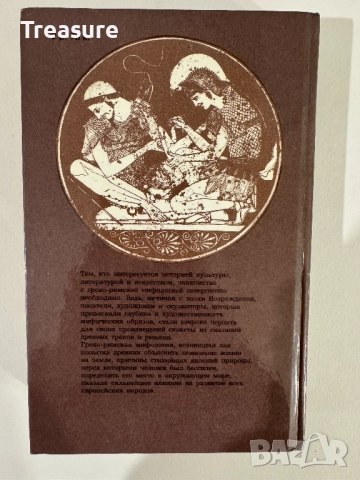 Treasure
Тем, кто интересуется историей культуры,
литературой и искусством, знакомство
с греко-римской мифологией совершенно
необходимо. Ведь, начиная с эпохи Возрождения,
писатели, художники и скульпторы, которых
привлекали глубина и художественность
мифических образов, стали широко черпать
для своих произведений сюжеты из сказаний
древних греков и римлян.
Греко-римская мифология, возникшая как
попытка древних объяснить появление жизни
на земле, причины стихийных явлений природы,
перед которыми человек был бессилен,
определить его место в окружающем мире,
оказала сильнейшее влияние на развитие всех
европейских народов.
bazar